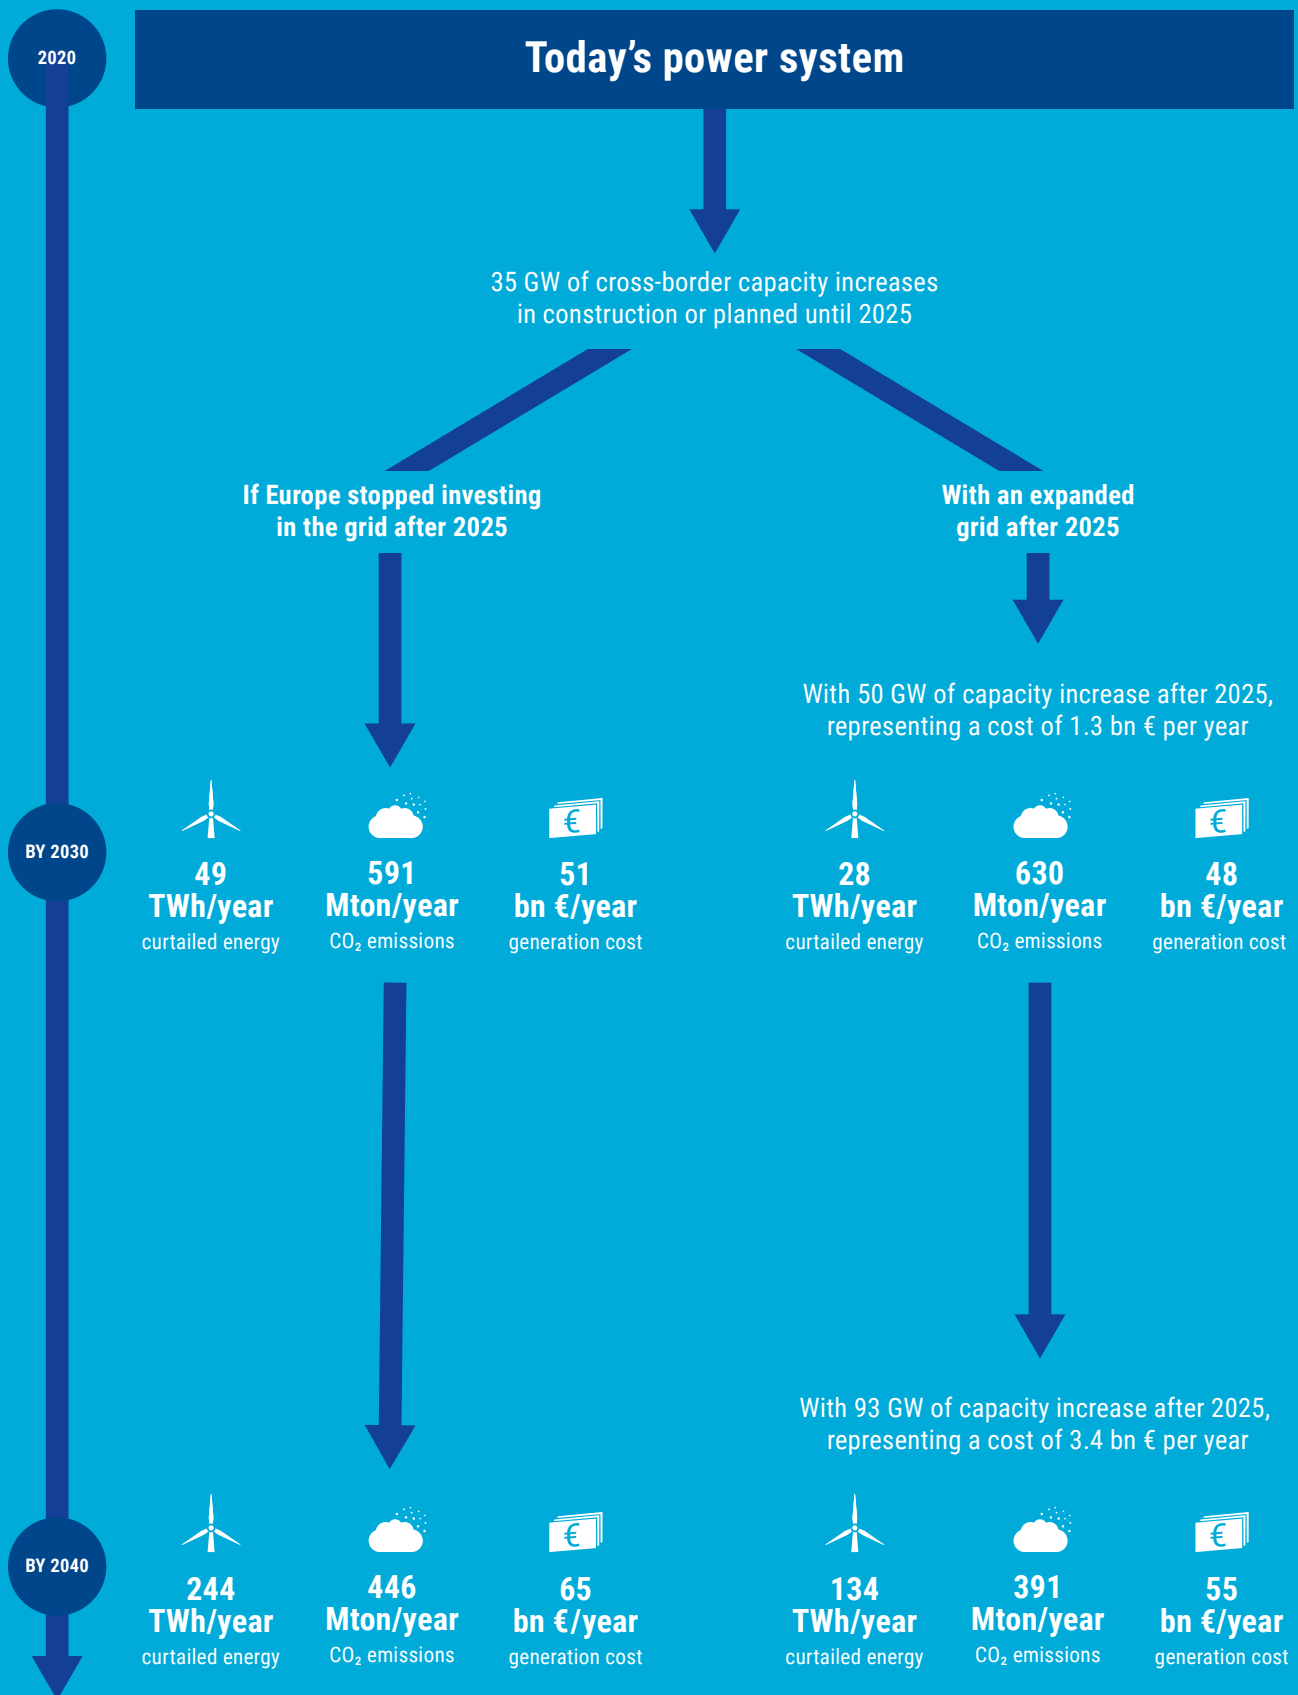 2020
Today’s power system
35 GW of cross-border capacity increases
in construction or planned until 2025
If Europe stopped investing
in the grid after 2025
With an expanded
grid after 2025
With 50 GW of capacity increase after 2025,
representing a cost of 1.3 bn € per year
BY 2030
€
€
49
TWh/year
curtailed energy
591
Mton/year
CO₂ emissions
51
bn €/year
generation cost
28
TWh/year
curtailed energy
630
Mton/year
CO₂ emissions
48
bn €/year
generation cost
With 93 GW of capacity increase after 2025,
representing a cost of 3.4 bn € per year
BY 2040
€
€
244
TWh/year
curtailed energy
446
Mton/year
CO₂ emissions
65
bn €/year
generation cost
134
TWh/year
curtailed energy
391
Mton/year
CO₂ emissions
55
bn €/year
generation cost